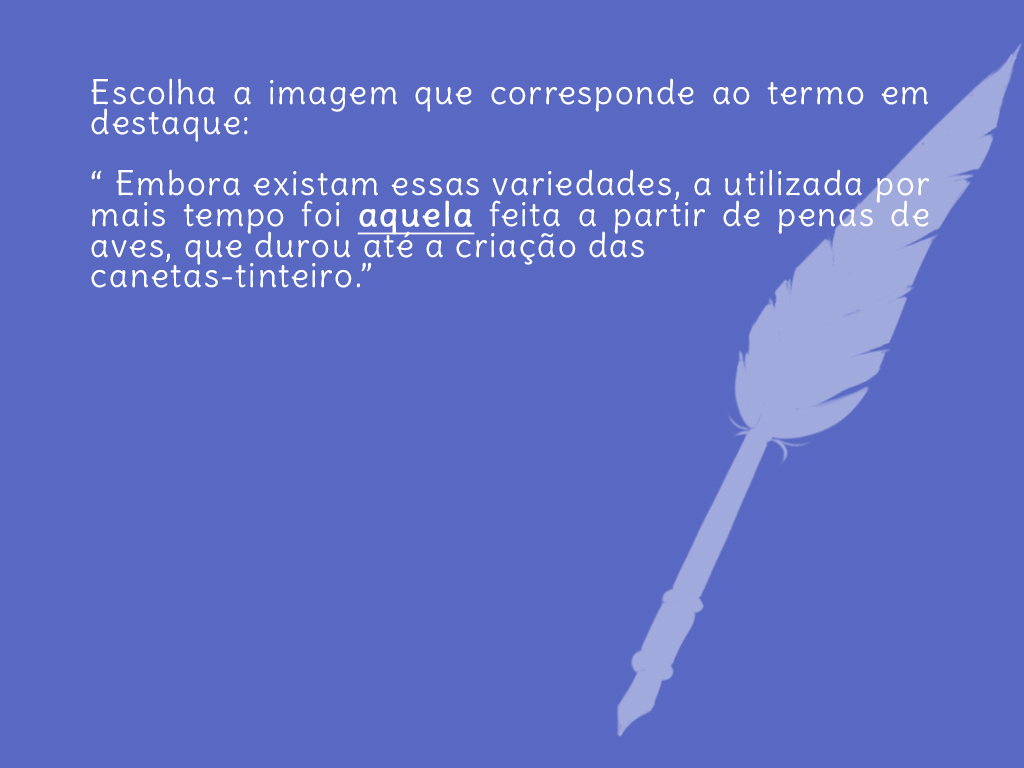 Escolha a imagem que corresponde ao termo em
destaque:
“ Embora existam essas variedades, a utilizada por
mais tempo foi aquela feita a partir de penas de
aves, que durou até a criação das
canetas-tinteiro.”